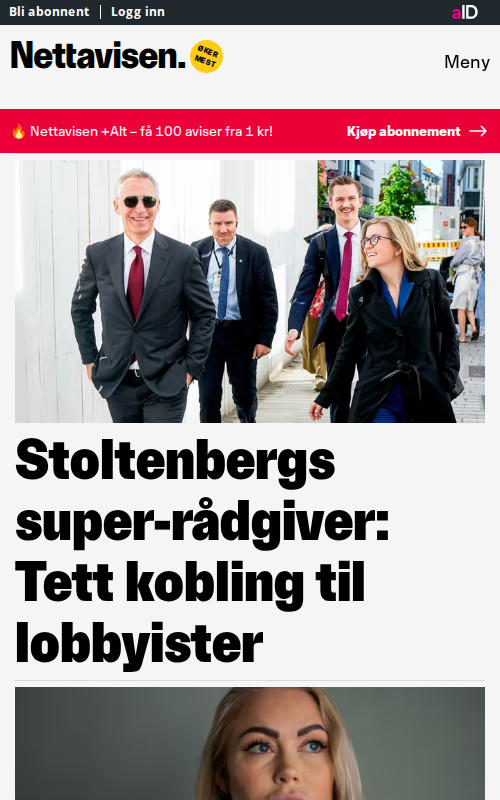 Bli abonnent | Logg inn
aID
Nettavisen.
ØKER
MEST
Meny
🔥 Nettavisen +Alt – få 100 aviser fra 1 kr!
Kjøp abonnement →
Stoltenbergs
super-rådgiver:
Tett kobling til
lobbyister